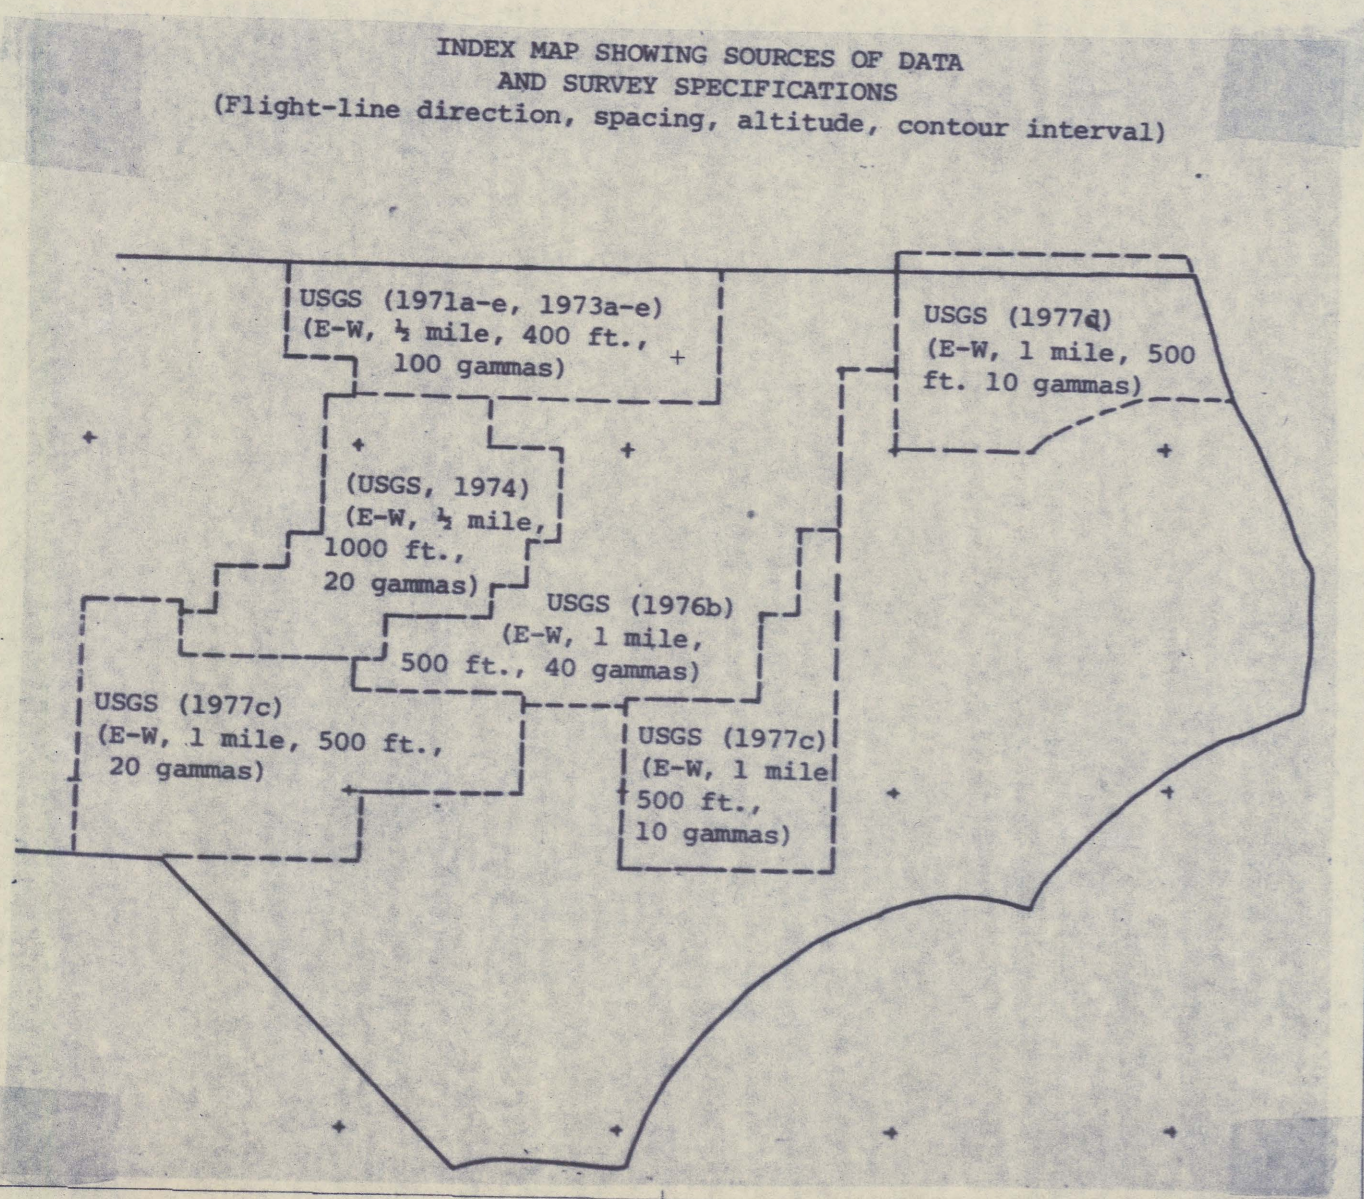 INDEX MAP SHOWING SOURCES OF DATA
AND SURVEY SPECIFICATIONS
(Flight-line direction, spacing, altitude, contour interval)
USGS (1971a-e, 1973a-e)
(E-W, ½ mile, 400 ft.,
100 gammas)
USGS (1977d)
(E-W, 1 mile, 500
ft. 10 gammas)
(USGS, 1974)
(E-W, ½ mile,
1000 ft.,
20 gammas)
USGS (1976b)
(E-W, 1 mile,
500 ft., 40 gammas)
USGS (1977c)
(E-W, 1 mile, 500 ft.,
20 gammas)
USGS (1977c)
(E-W, 1 mile
500 ft.,
10 gammas)